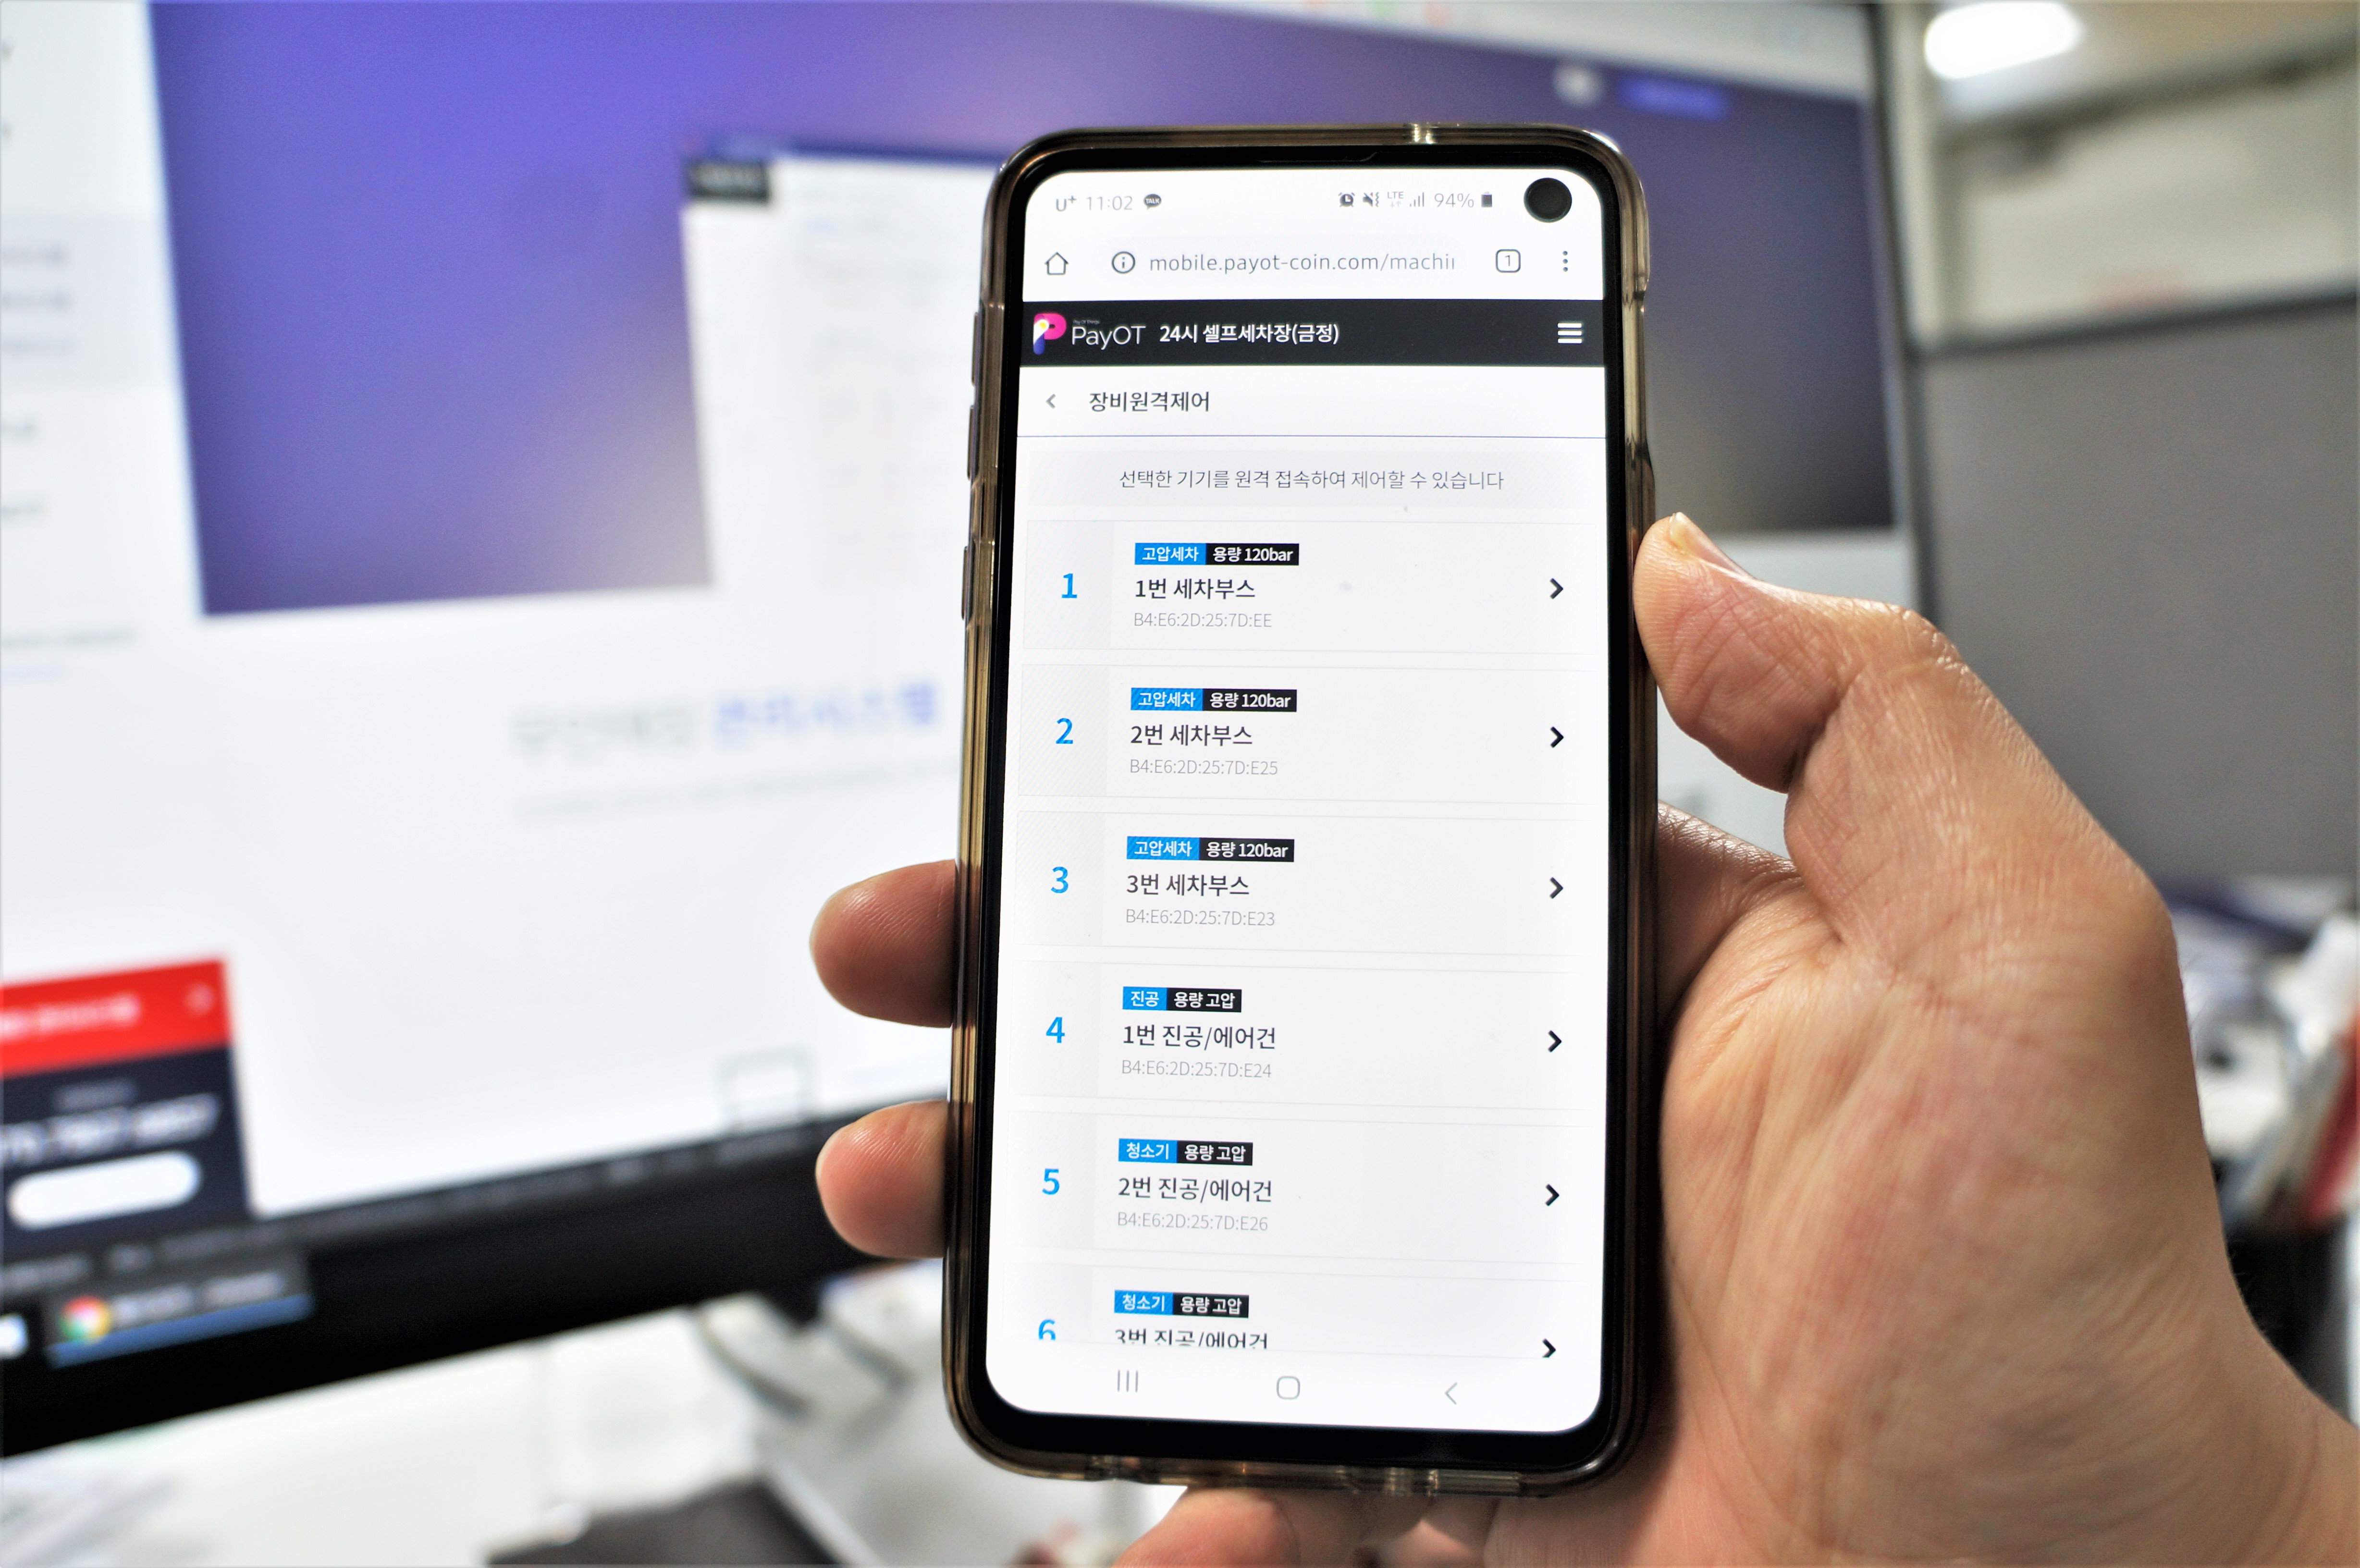 U+ 11:02 TALK LTE 94%
mobile.payot-coin.com/machi
1
PayOT 24시 셀프세차장(금정)
장비원격제어
선택한 기기를 원격 접속하여 제어할 수 있습니다
고압세차 용량 120bar
1 1번 세차부스
B4:E6:2D:25:7D:EE
고압세차 용량 120bar
2 2번 세차부스
B4:E6:2D:25:7D:E25
고압세차 용량 120bar
3 3번 세차부스
B4:E6:2D:25:7D:E23
진공 용량 고압
4 1번 진공/에어건
B4:E6:2D:25:7D:E24
청소기 용량 고압
5 2번 진공/에어건
B4:E6:2D:25:7D:E26
청소기 용량 고압
6 3번 진공/에어건